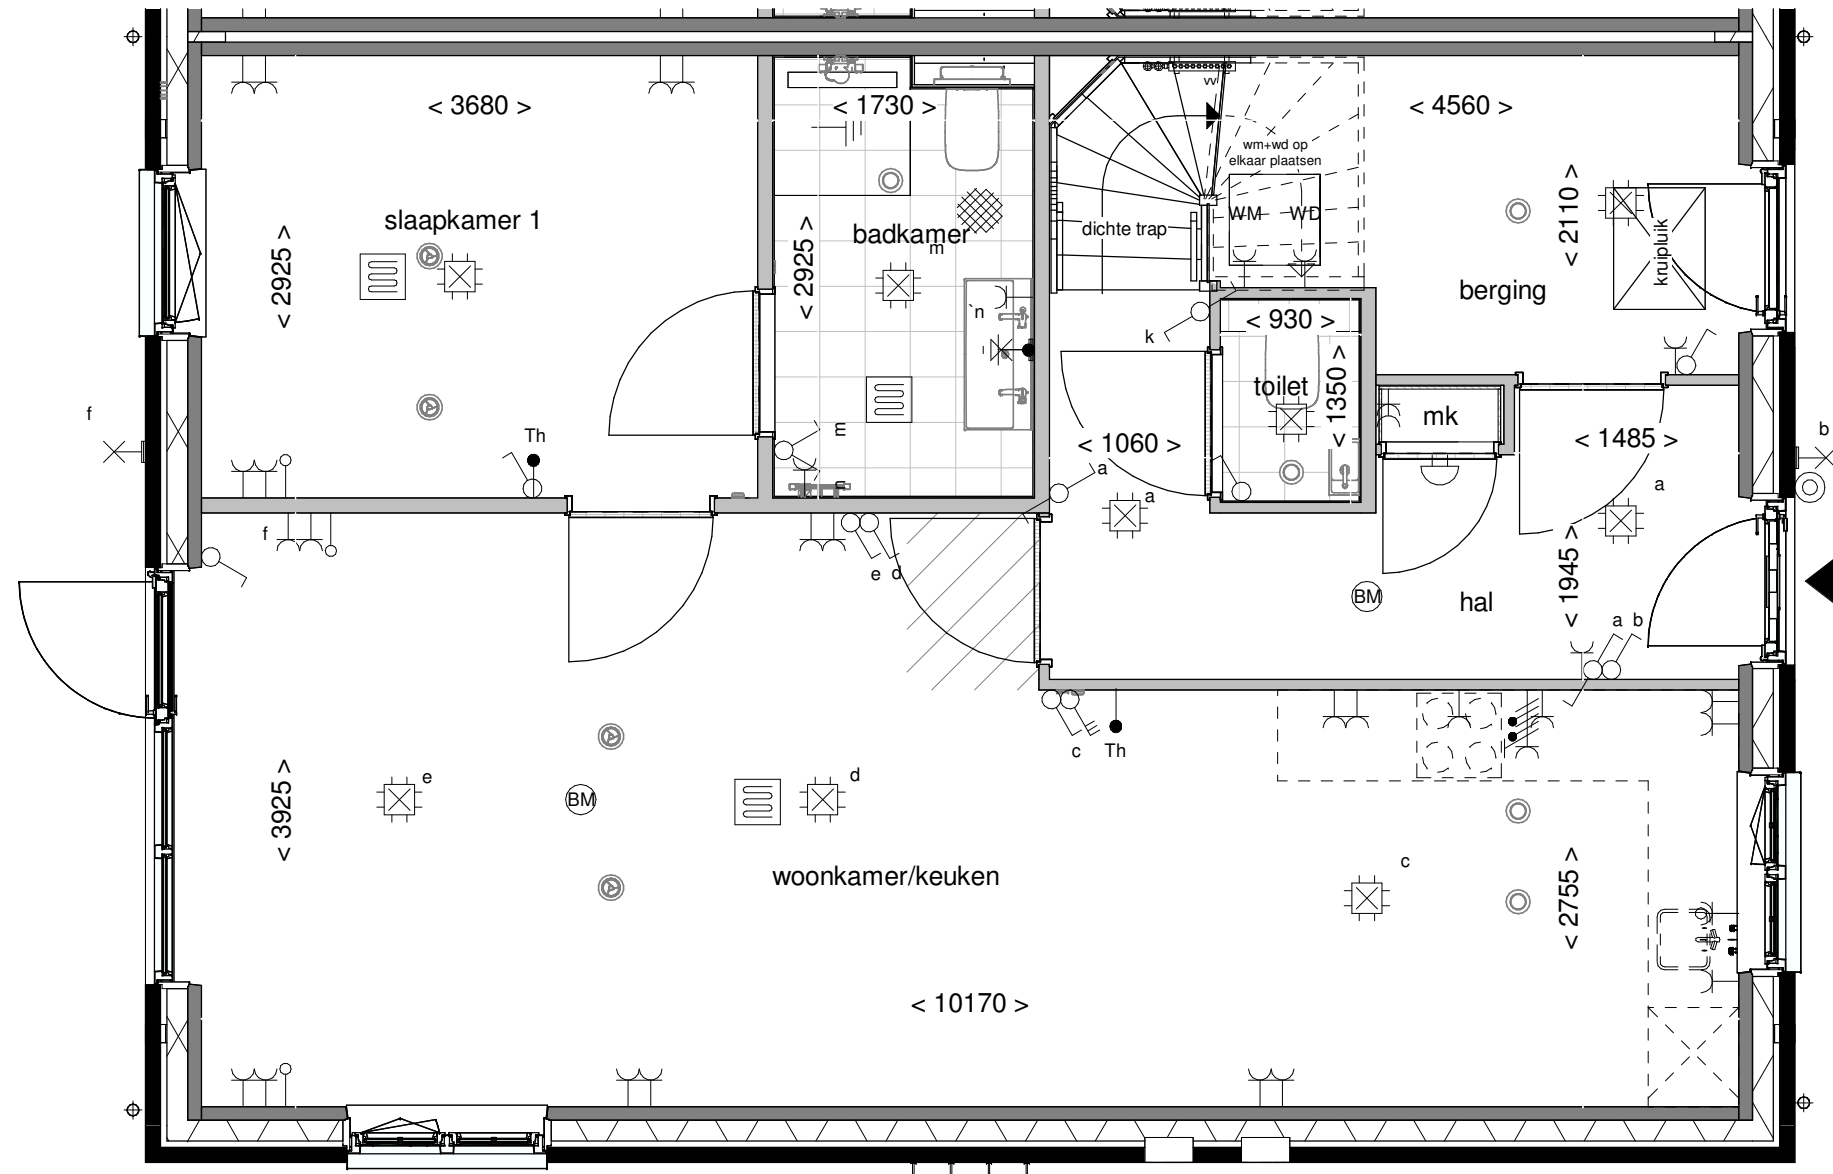 < 3680 >
< 1730 >
< 4560 >
vv
wm+wd op
elkaar plaatsen
slaapkamer 1
badkamer
m
dichte trap
WM
WD
< 2925 >
< 2925 >
< 2110 >
kruipluik
berging
`n
k
< 930 >
toilet
< 1350 >
mk
f
Th
m
n
< 1060 >
a
a
< 1485 >
a
b
f
e d
BM
hal
< 1945 >
a b
c
Th
e
BM
d
< 3925 >
woonkamer/keuken
c
< 2755 >
< 10170 >